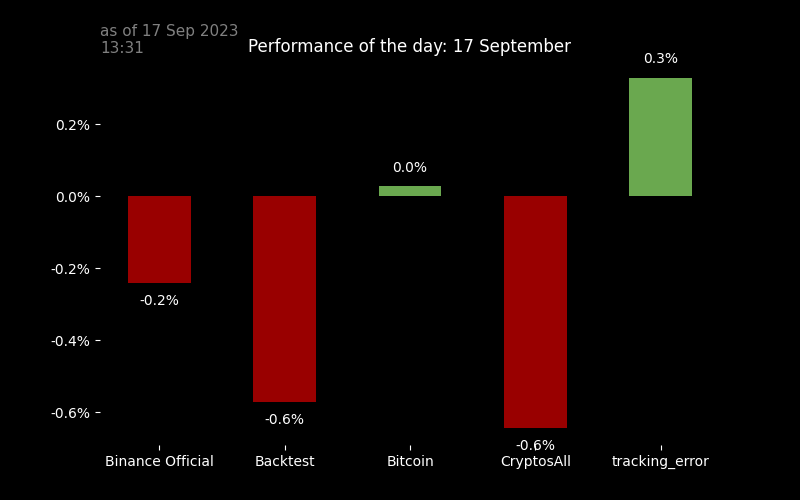 as of 17 Sep 2023
13:31
Performance of the day: 17 September
0.3%
0.2%
0.0%
0.0%
-0.2%
-0.2%
-0.4%
-0.6%
-0.6%
-0.6%
Binance Official
Backtest
Bitcoin
CryptosAll
tracking_error